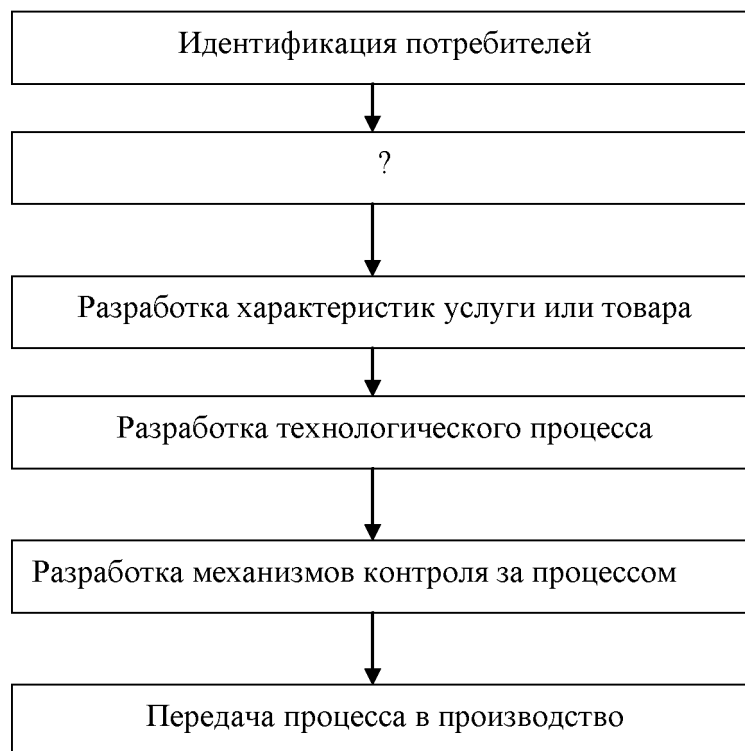 Идентификация потребителей
?
Разработка характеристик услуги или товара
Разработка технологического процесса
Разработка механизмов контроля за процессом
Передача процесса в производство